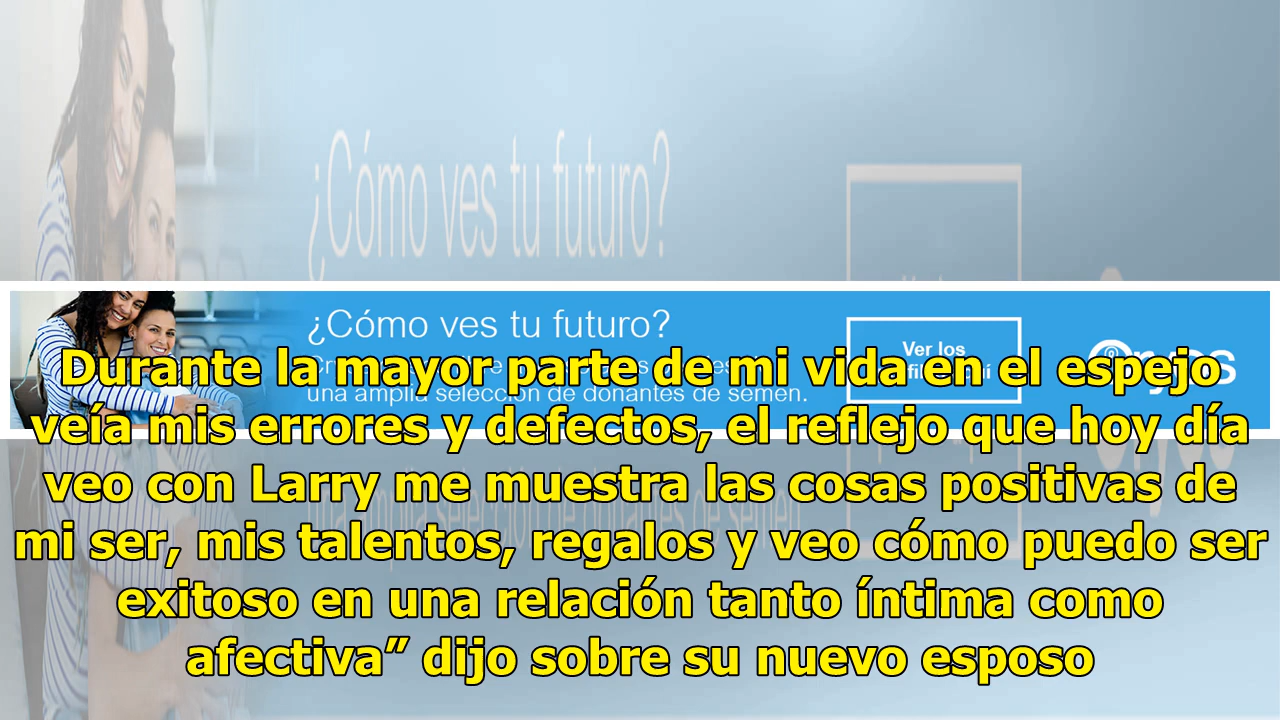 ¿Cómo ves tu futuro?
¿Cómo ves tu futuro?
Ver los
Durante la mayor parte de mi vida en el espejo
una amplia selección de donantes de semen.
veía mis errores y defectos, el reflejo que hoy día
veo con Larry me muestra las cosas positivas de
mi ser, mis talentos, regalos y veo cómo puedo ser
exitoso en una relación tanto íntima como
afectiva” dijo sobre su nuevo esposo